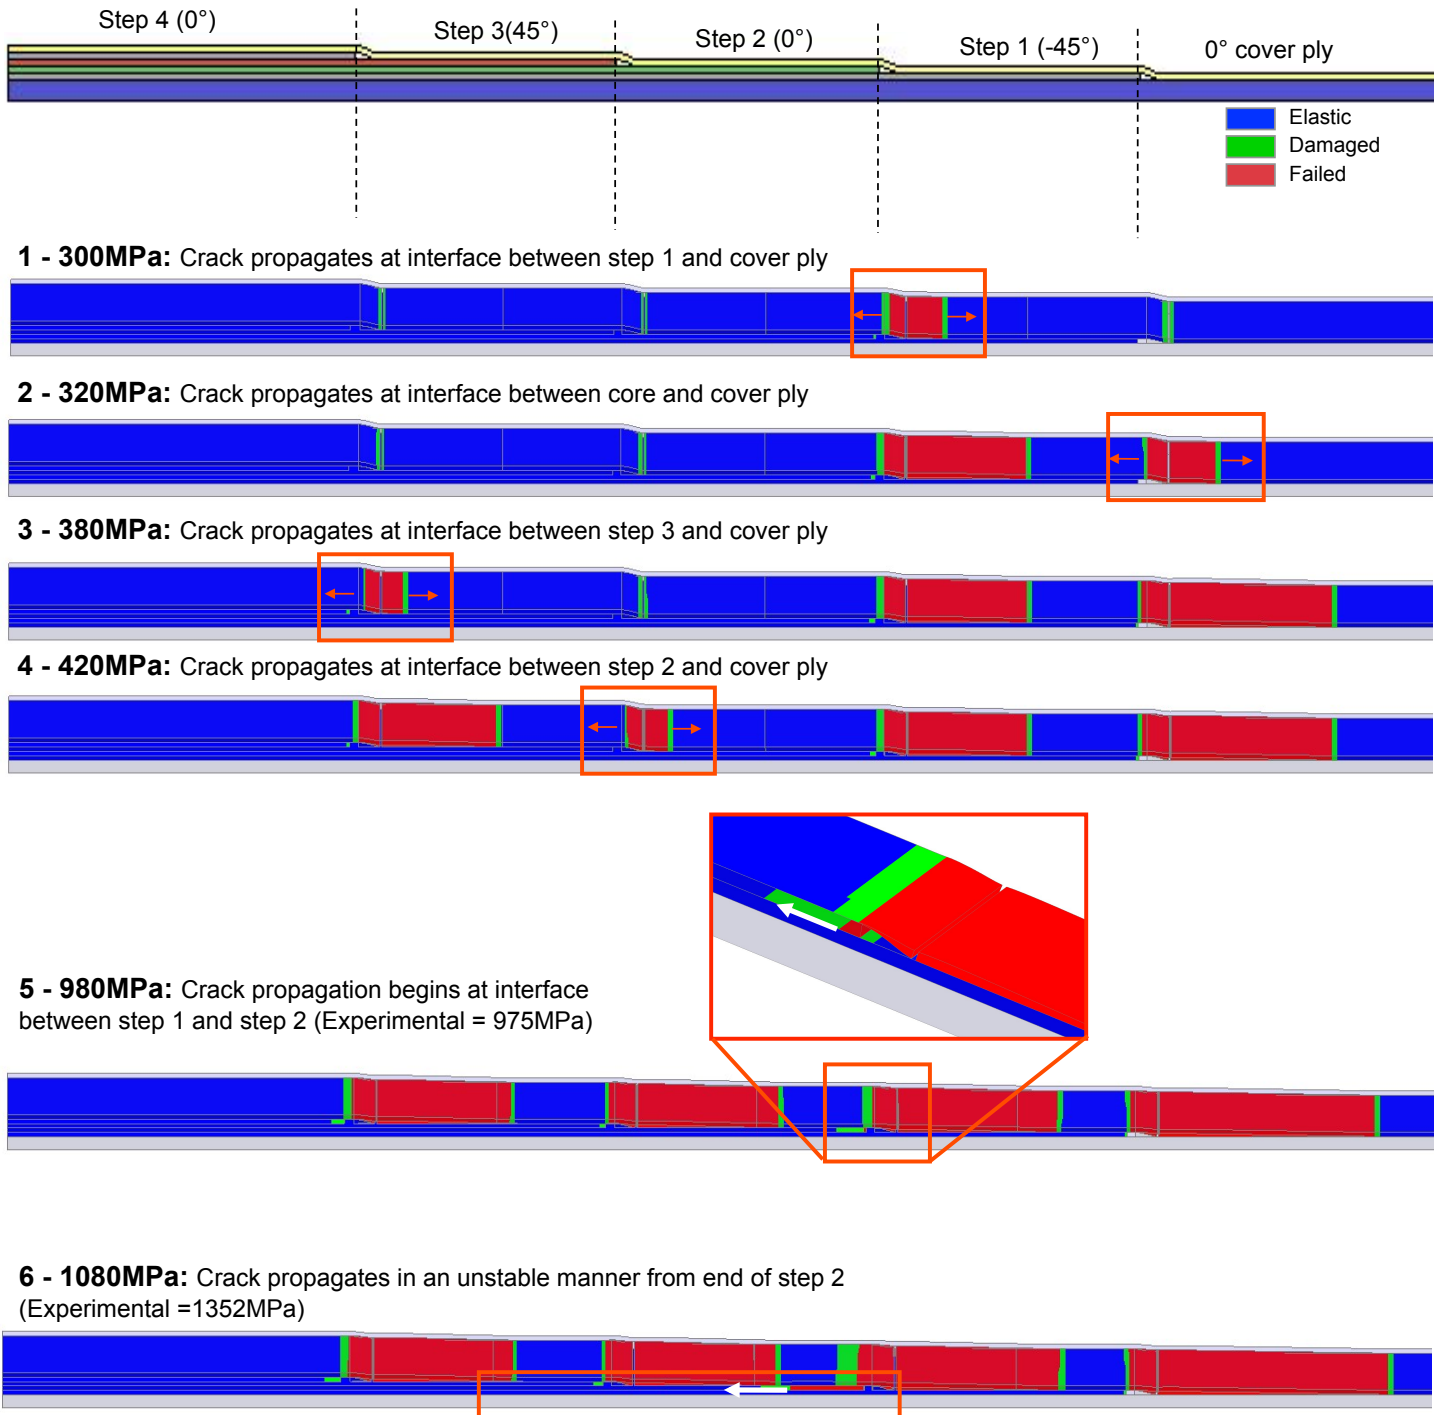 Step 4 (0°)
Step 3(45°)
Step 2 (0°)
Step 1 (-45°)
0° cover ply
Elastic
Damaged
Failed
1 - 300MPa: Crack propagates at interface between step 1 and cover ply
2 - 320MPa: Crack propagates at interface between core and cover ply
3 - 380MPa: Crack propagates at interface between step 3 and cover ply
4 - 420MPa: Crack propagates at interface between step 2 and cover ply
5 - 980MPa: Crack propagation begins at interface
between step 1 and step 2 (Experimental = 975MPa)
6 - 1080MPa: Crack propagates in an unstable manner from end of step 2
(Experimental =1352MPa)